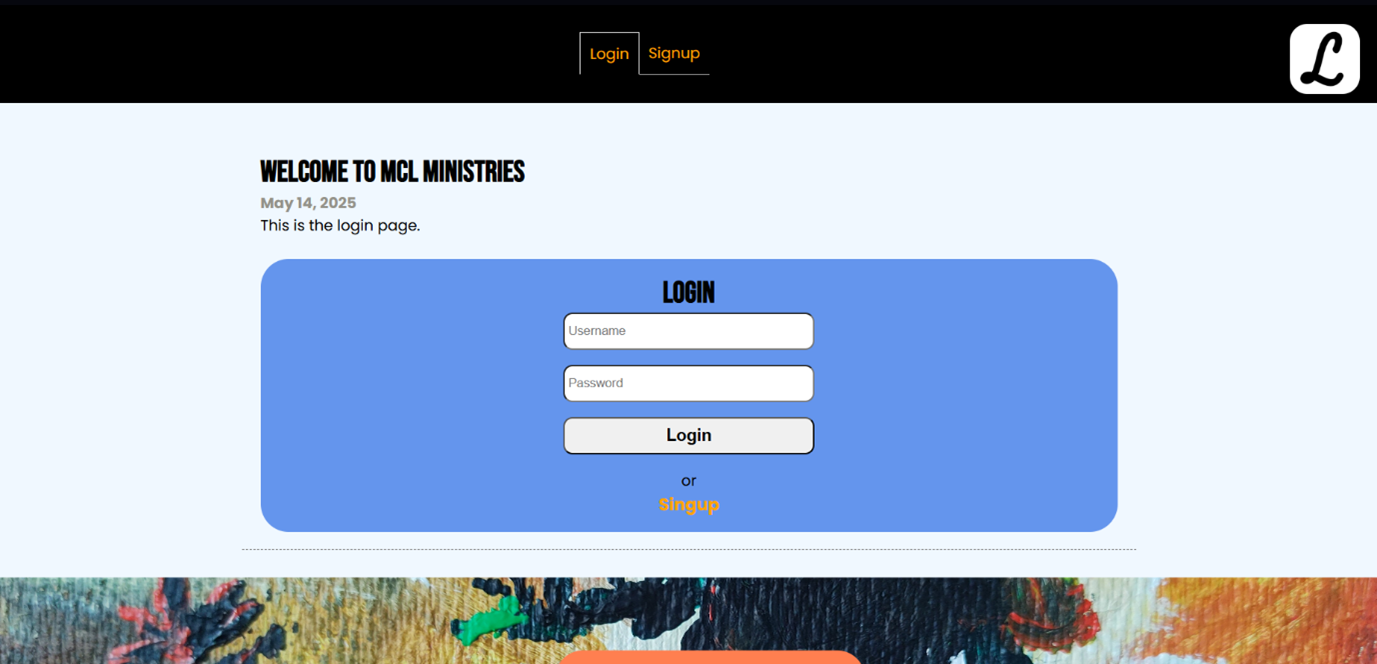 Login Signup
L
WELCOME TO MCL MINISTRIES
May 14, 2025
This is the login page.
LOGIN
Username
Password
Login
or
Singup